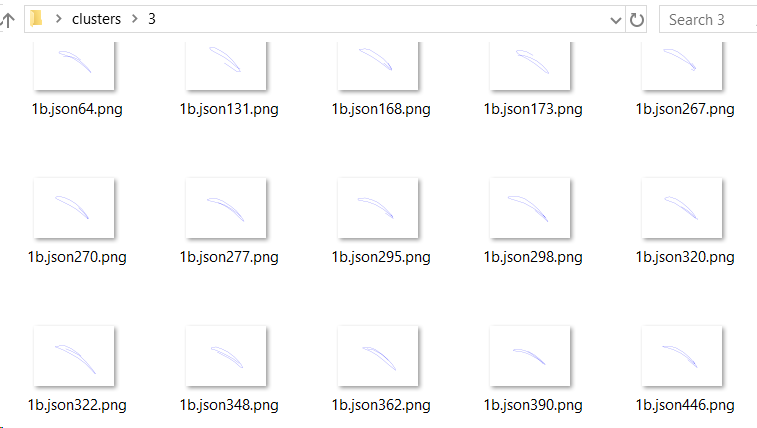 clusters 3 Search 3
1b.json64.png 1b.json131.png 1b.json168.png 1b.json173.png 1b.json267.png
1b.json270.png 1b.json277.png 1b.json295.png 1b.json298.png 1b.json320.png
1b.json322.png 1b.json348.png 1b.json362.png 1b.json390.png 1b.json446.png